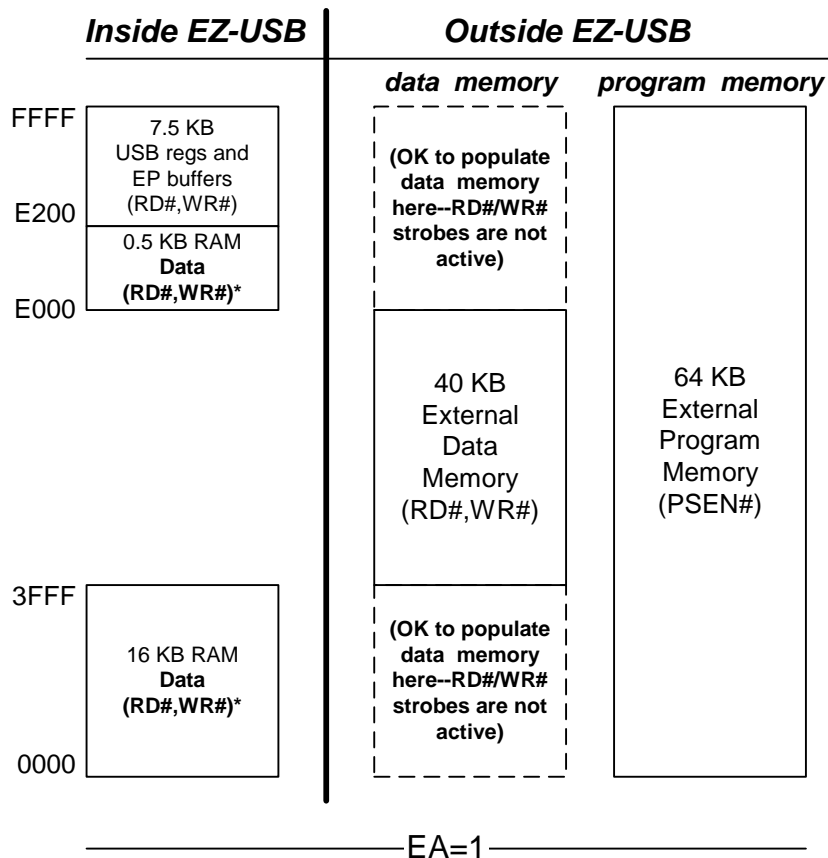 Inside EZ-USB
Outside EZ-USB
data memory
program memory
FFFF
7.5 KB
USB regs and
EP buffers
(RD#,WR#)
E200
0.5 KB RAM
Data
(RD#,WR#)*
E000
(OK to populate
data memory
here--RD#/WR#
strobes are not
active)
40 KB
External
Data
Memory
(RD#,WR#)
64 KB
External
Program
Memory
(PSEN#)
3FFF
16 KB RAM
Data
(RD#,WR#)*
0000
(OK to populate
data memory
here--RD#/WR#
strobes are not
active)
EA=1